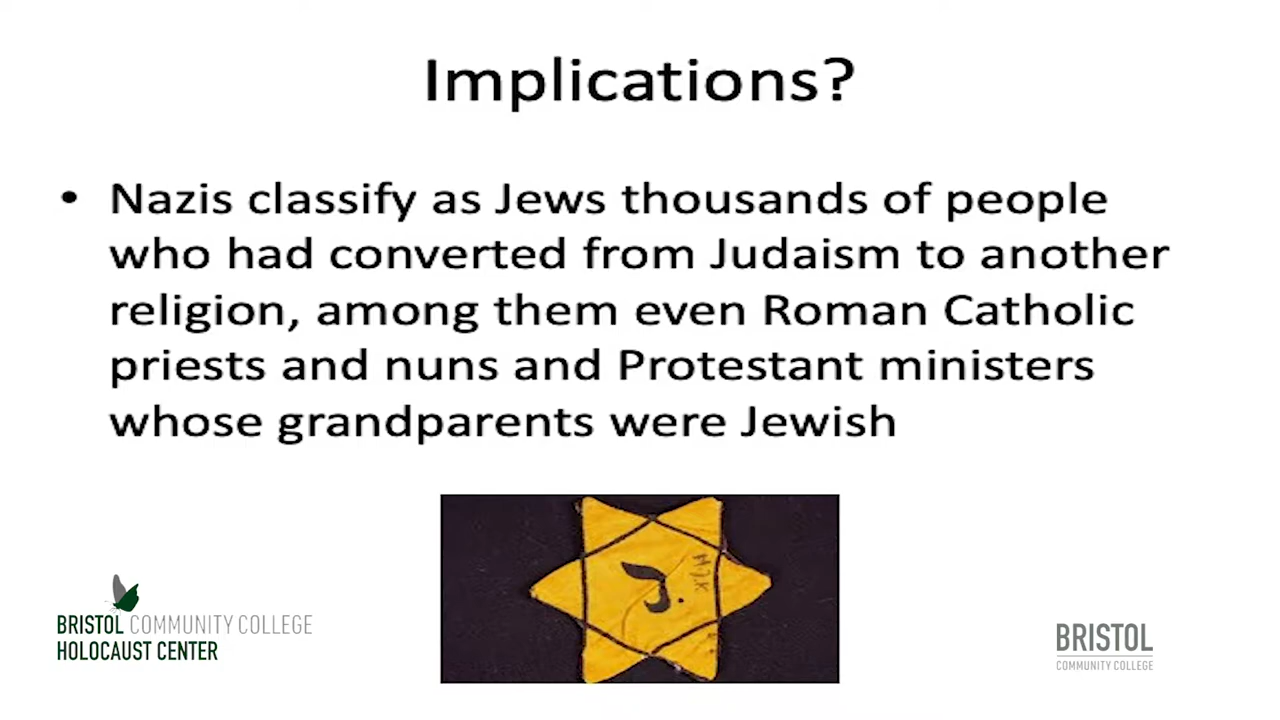 Implications?
• Nazis classify as Jews thousands of people
who had converted from Judaism to another
religion, among them even Roman Catholic
priests and nuns and Protestant ministers
whose grandparents were Jewish
BRISTOL COMMUNITY COLLEGE
HOLOCAUST CENTER
BRISTOL
COMMUNITY COLLEGE